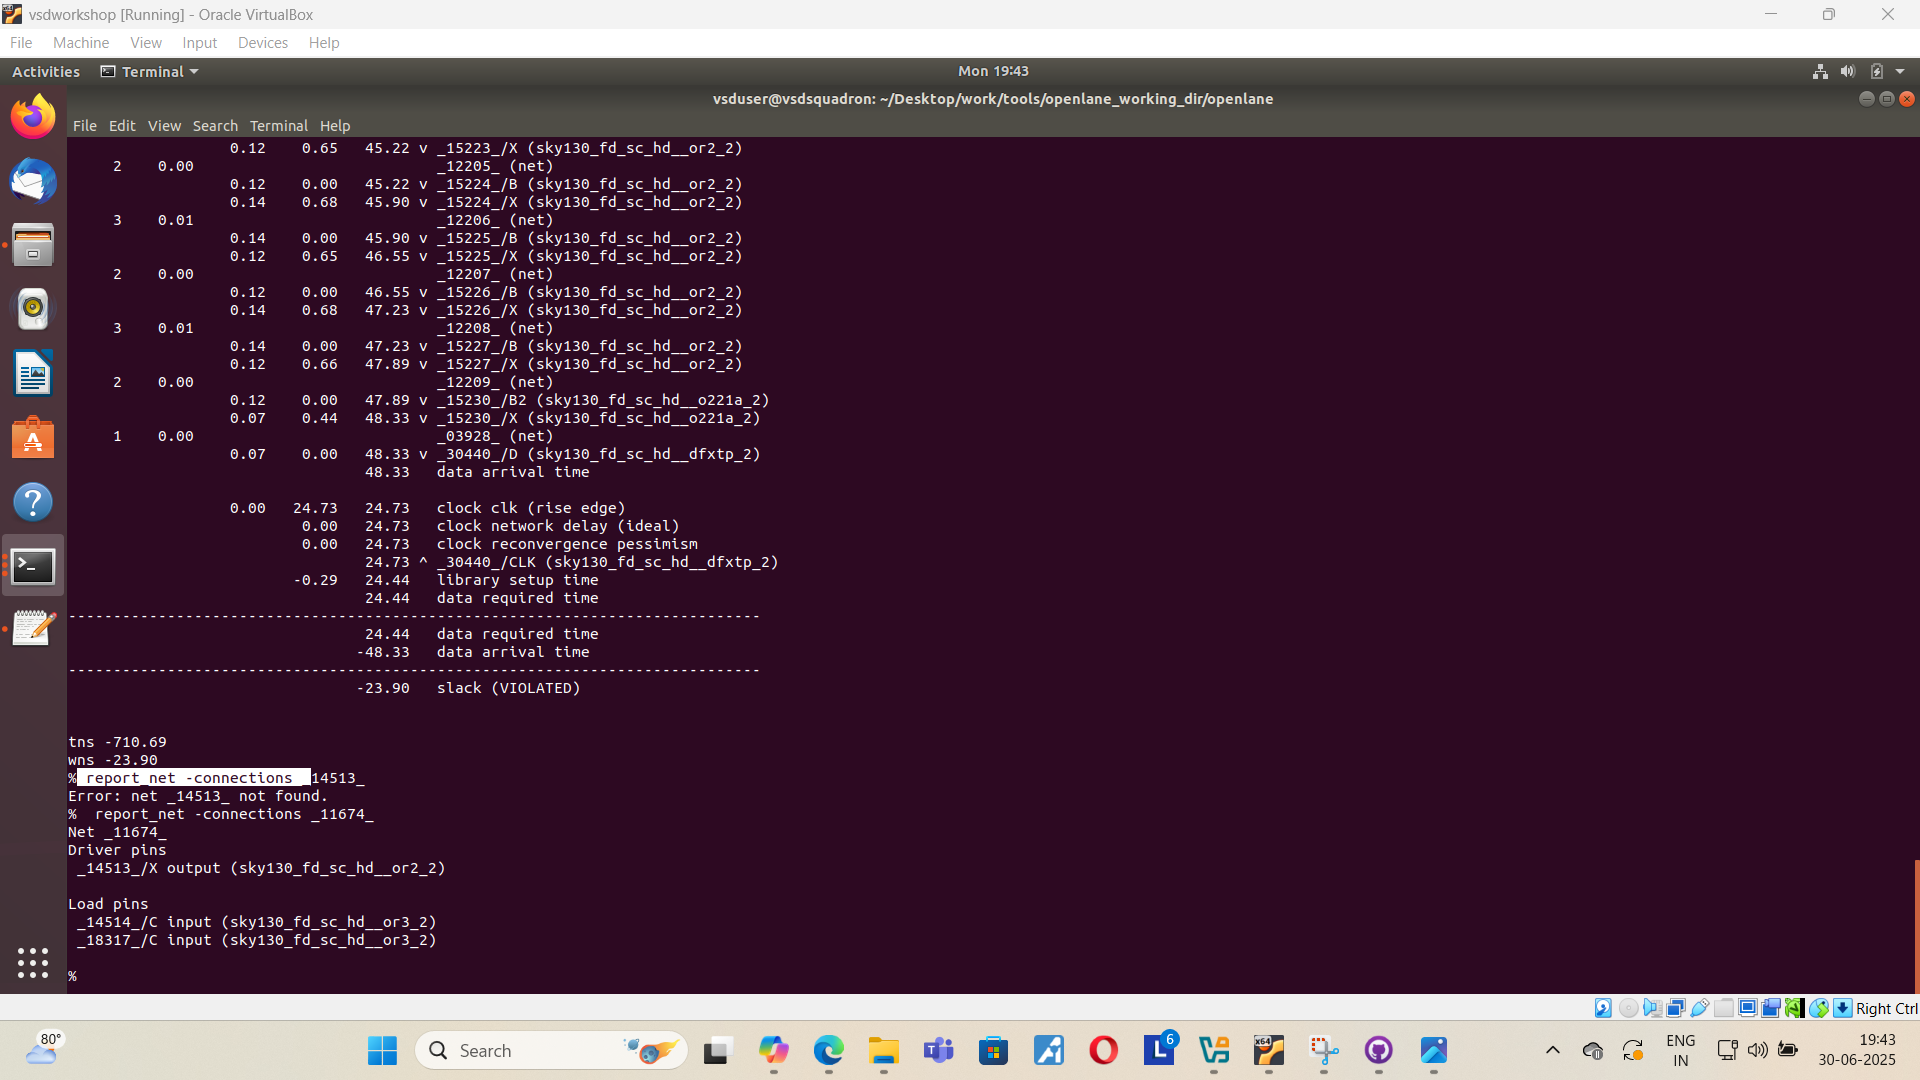 vsdworkshop [Running] - Oracle VirtualBox
File Machine View Input Devices Help
Activities Terminal Mon 19:43
vsduser@vsdsquadron: ~/Desktop/work/tools/openlane_working_dir/openlane
File Edit View Search Terminal Help
0.12 0.65 45.22 v _15223_/X (sky130_fd_sc_hd__or2_2)
2 0.00 _12205_ (net)
0.12 0.00 45.22 v _15224_/B (sky130_fd_sc_hd__or2_2)
0.14 0.68 45.90 v _15224_/X (sky130_fd_sc_hd__or2_2)
3 0.01 _12206_ (net)
0.14 0.00 45.90 v _15225_/B (sky130_fd_sc_hd__or2_2)
0.12 0.65 46.55 v _15225_/X (sky130_fd_sc_hd__or2_2)
2 0.00 _12207_ (net)
0.12 0.00 46.55 v _15226_/B (sky130_fd_sc_hd__or2_2)
0.14 0.68 47.23 v _15226_/X (sky130_fd_sc_hd__or2_2)
3 0.01 _12208_ (net)
0.14 0.00 47.23 v _15227_/B (sky130_fd_sc_hd__or2_2)
0.12 0.66 47.89 v _15227_/X (sky130_fd_sc_hd__or2_2)
2 0.00 _12209_ (net)
0.12 0.00 47.89 v _15230_/B2 (sky130_fd_sc_hd__o221a_2)
0.07 0.44 48.33 v _15230_/X (sky130_fd_sc_hd__o221a_2)
1 0.00 _03928_ (net)
0.07 0.00 48.33 v _30440_/D (sky130_fd_sc_hd__dfxtp_2)
48.33 data arrival time
0.00 24.73 24.73 clock clk (rise edge)
0.00 24.73 clock network delay (ideal)
0.00 24.73 clock reconvergence pessimism
24.73 ^ _30440_/CLK (sky130_fd_sc_hd__dfxtp_2)
-0.29 24.44 library setup time
24.44 data required time
-----------------------------------------------------------------------------
24.44 data required time
-48.33 data arrival time
-----------------------------------------------------------------------------
-23.90 slack (VIOLATED)
tns -710.69
wns -23.90
% report_net -connections _14513_
Error: net _14513_ not found.
%  report_net -connections _11674_
Net _11674_
Driver pins
_14513_/X output (sky130_fd_sc_hd__or2_2)
Load pins
_14514_/C input (sky130_fd_sc_hd__or3_2)
_18317_/C input (sky130_fd_sc_hd__or3_2)
%
Right Ctrl
80°
Search
6
x64
ENG
IN
19:43
30-06-2025